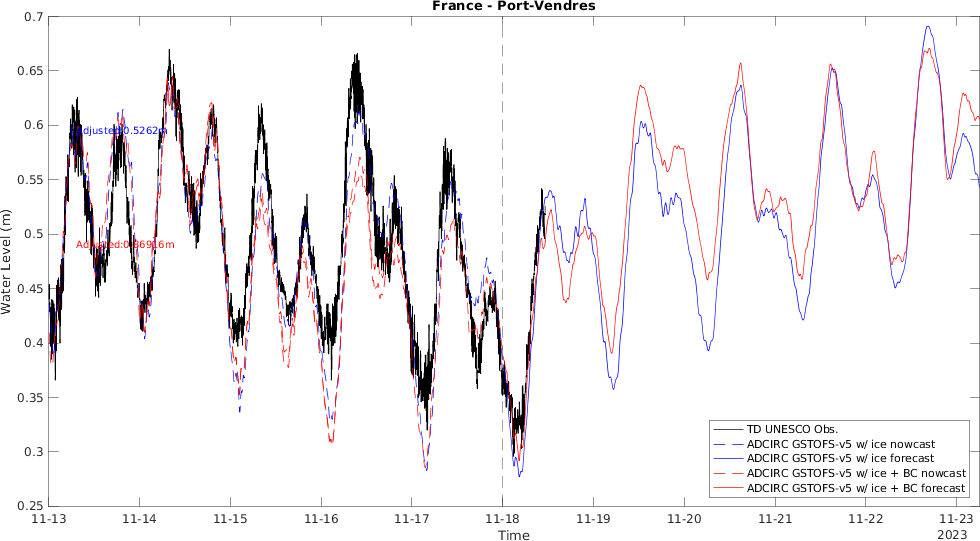 France - Port-Vendres
0.7
0.65
0.6
0.55
0.5
0.45
0.4
0.35
0.3
0.25
Water Level (m)
Adjusted:0.5262m
TD UNESCO Obs.
ADCIRC GSTOFS-v5 w/ ice nowcast
ADCIRC GSTOFS-v5 w/ ice forecast
ADCIRC GSTOFS-v5 w/ ice + BC nowcast
ADCIRC GSTOFS-v5 w/ ice + BC forecast
11-13 11-14 11-15 11-16 11-17 11-18 11-19 11-20 11-21 11-22 11-23
Time
2023